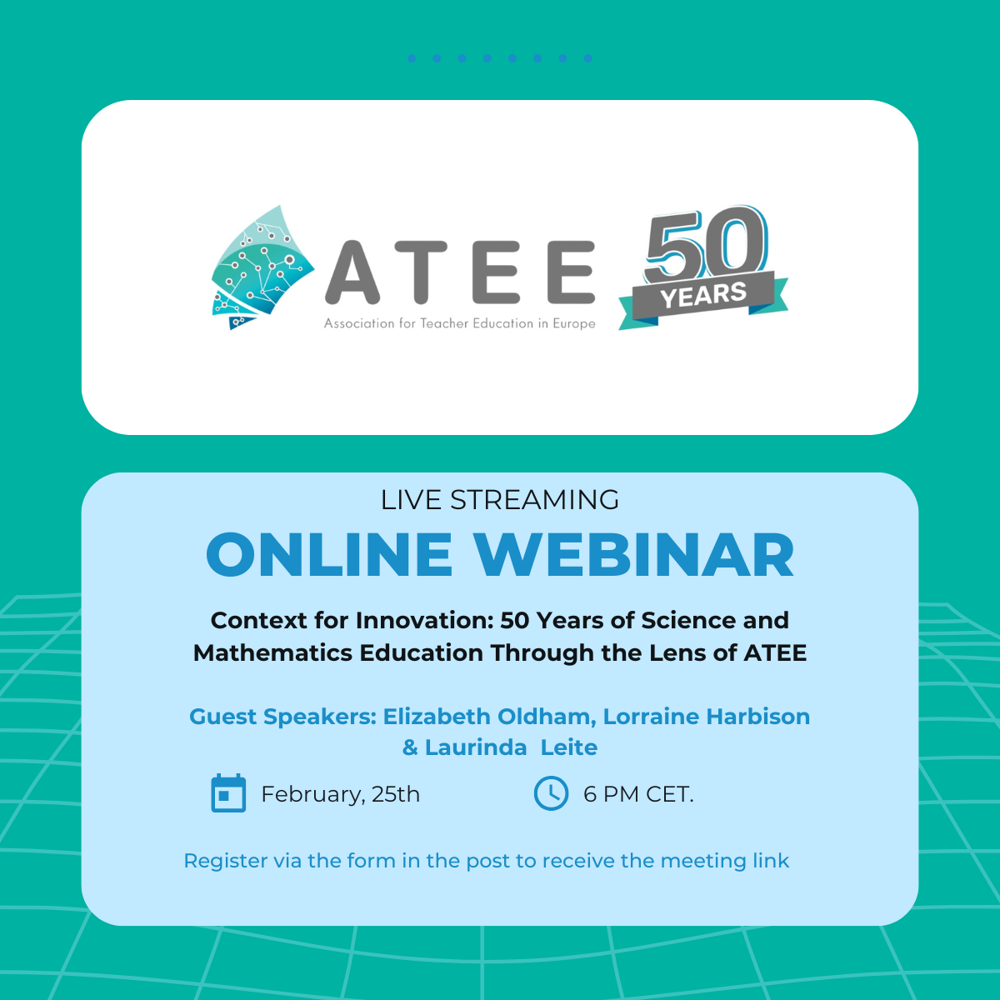 ATEE
Association for Teacher Education in Europe
50
YEARS
LIVE STREAMING
ONLINE WEBINAR
Context for Innovation: 50 Years of Science and
Mathematics Education Through the Lens of ATEE
Guest Speakers: Elizabeth Oldham, Lorraine Harbison
& Laurinda  Leite
February, 25th
6 PM CET.
Register via the form in the post to receive the meeting link